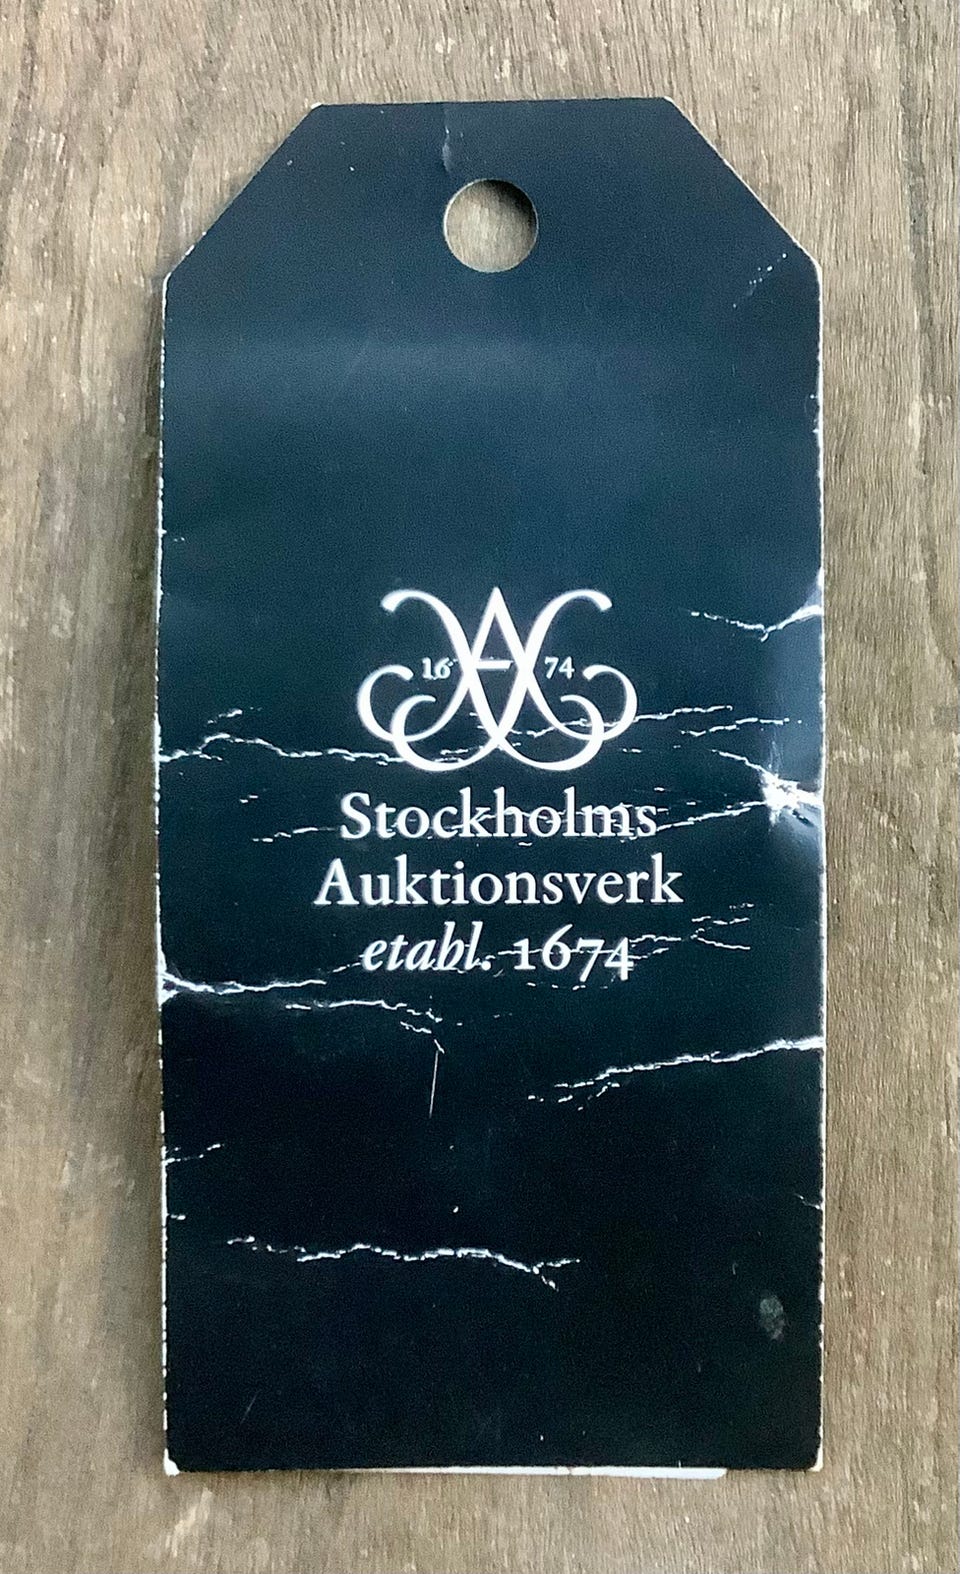 16 A 74
Stockholms
Auktionsverk
etabl. 1674